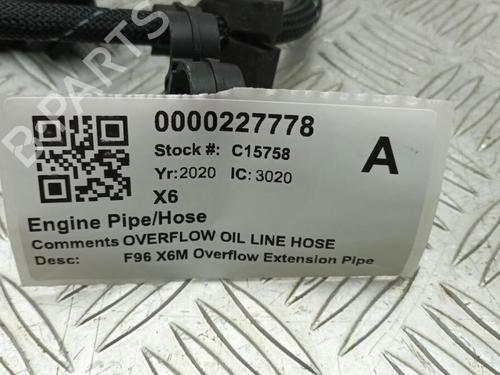 B-PARTS
0000227778
Stock #: C15758
A
Yr: 2020 IC: 3020
X6
Engine Pipe/Hose
Comments OVERFLOW OIL LINE HOSE
Desc: F96 X6M Overflow Extension Pipe